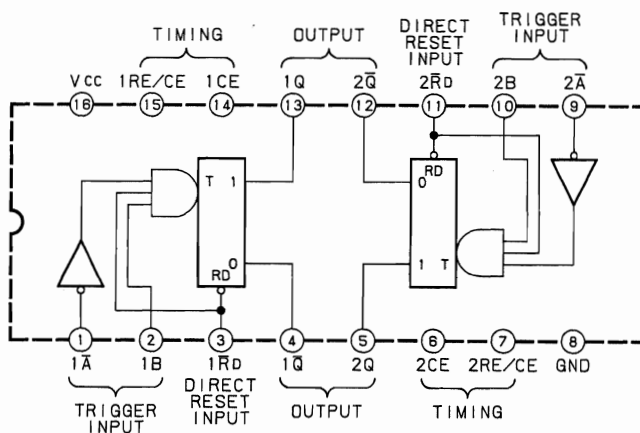 TIMING OUTPUT DIRECT RESET INPUT TRIGGER INPUT
VCC 1RE/CE 1CE 1Q 2Q̅ 2R̅D 2B 2A̅
16 15 14 13 12 11 10 9
T 1 0 RD
RD 0 1 T
1 2 3 4 5 6 7 8
1A̅ 1B 1R̅D 1Q̅ 2Q 2CE 2RE/CE GND
TRIGGER INPUT DIRECT RESET INPUT OUTPUT TIMING